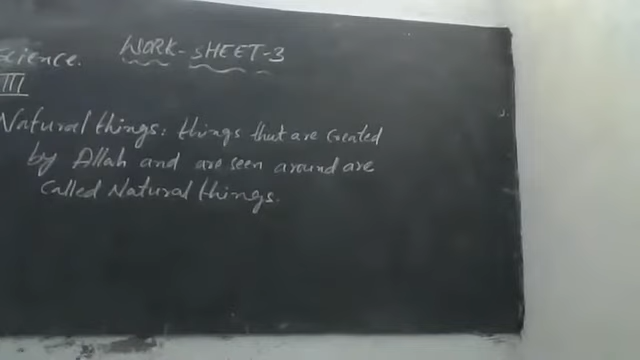 Science. WORK-SHEET-3
III
Natural things: things that are created
by Allah and are seen around are
called Natural things.